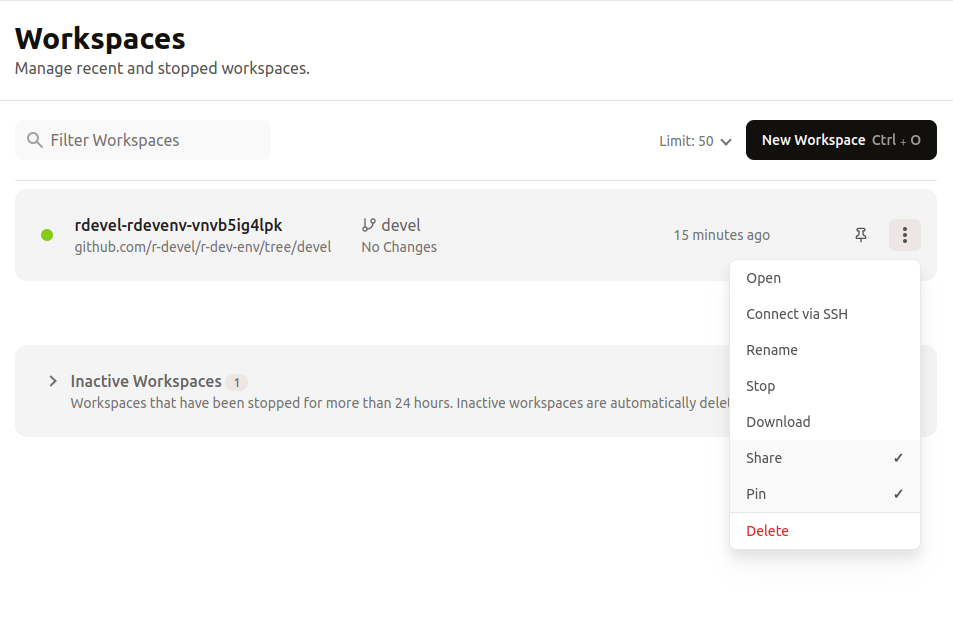 Workspaces
Manage recent and stopped workspaces.
Filter Workspaces
Limit: 50
New Workspace Ctrl + O
rdevel-rdevenv-vnvb5ig4lpk
github.com/r-devel/r-dev-env/tree/devel
devel
No Changes
15 minutes ago
Open
Connect via SSH
Rename
Stop
Download
Share ✓
Pin ✓
Delete
Inactive Workspaces 1
Workspaces that have been stopped for more than 24 hours. Inactive workspaces are automatically delet